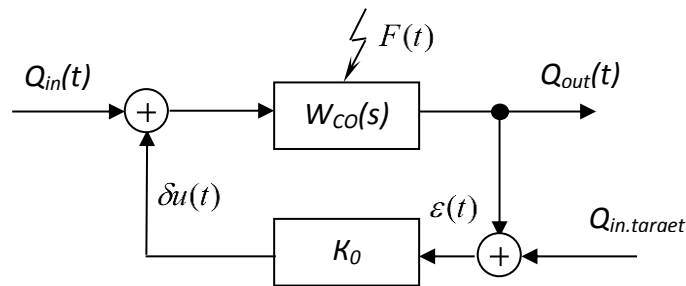 F(t)
Q_in(t)
Q_out(t)
+
W_CO(s)
δu(t)
ε(t)
Q_in.taraet
K_0
+